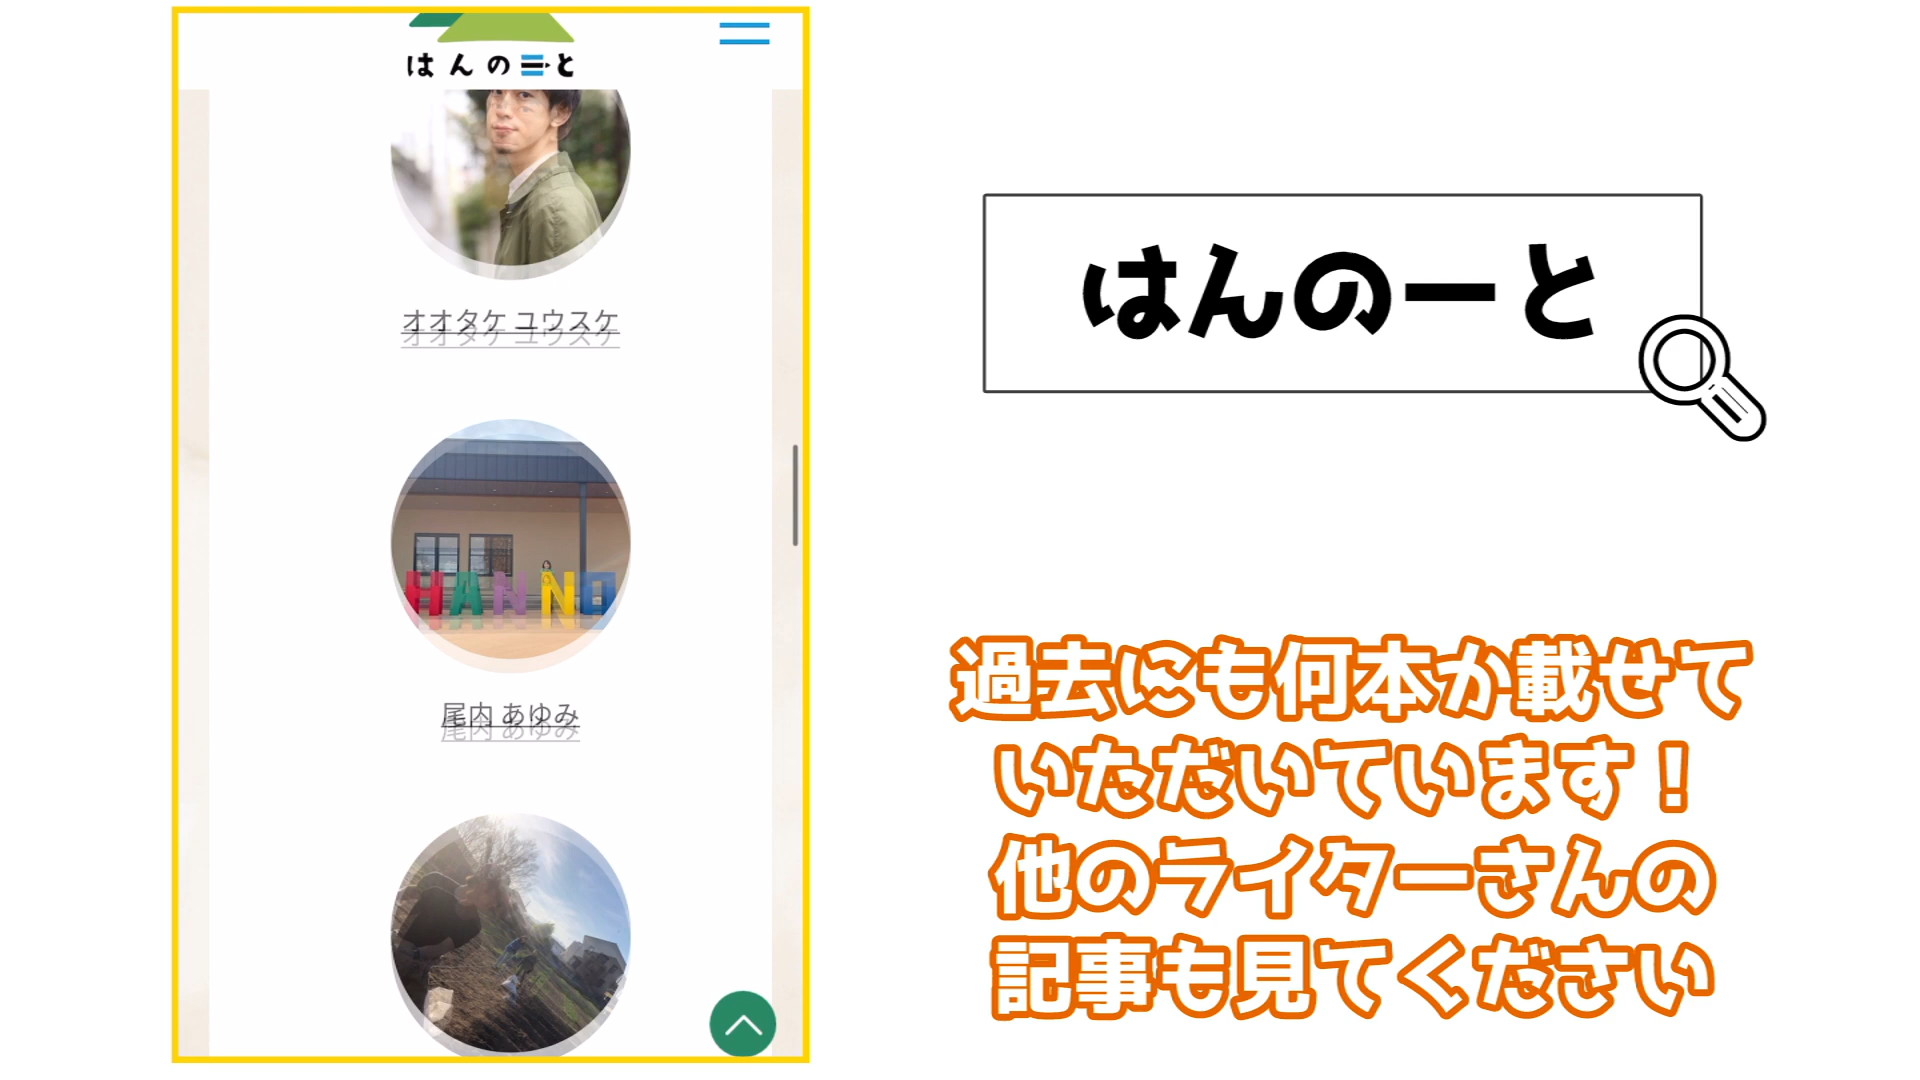 はんのーと
オオタケ ユウスケ
HANNO
尾内 あゆみ
はんのーと
過去にも何本か載せて
いただいています！
他のライターさんの
記事も見てください